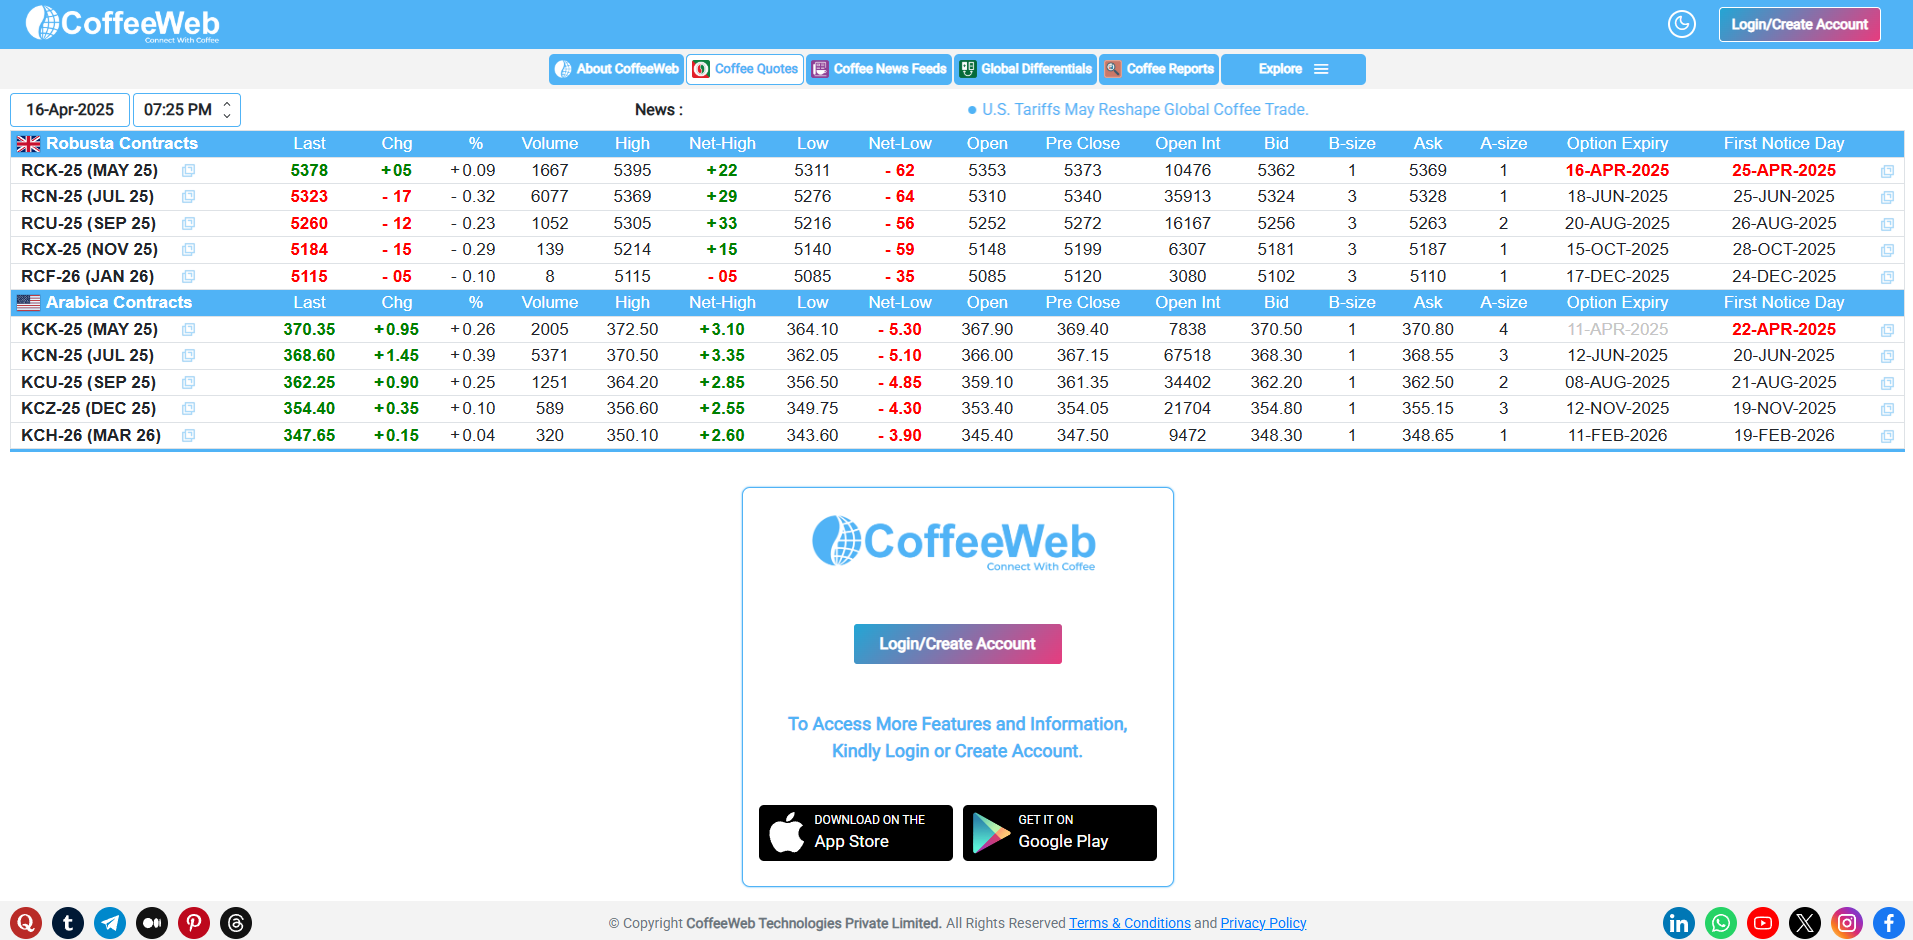 CoffeeWeb
Connect With Coffee
Login/Create Account
About CoffeeWeb Coffee Quotes Coffee News Feeds Global Differentials Coffee Reports Explore
16-Apr-2025 07:25 PM News : U.S. Tariffs May Reshape Global Coffee Trade.
Robusta Contracts Last Chg % Volume High Net-High Low Net-Low Open Pre Close Open Int Bid B-size Ask A-size Option Expiry First Notice Day
RCK-25 (MAY 25) 5378 +05 +0.09 1667 5395 +22 5311 - 62 5353 5373 10476 5362 1 5369 1 16-APR-2025 25-APR-2025
RCN-25 (JUL 25) 5323 - 17 - 0.32 6077 5369 +29 5276 - 64 5310 5340 35913 5324 3 5328 1 18-JUN-2025 25-JUN-2025
RCU-25 (SEP 25) 5260 - 12 - 0.23 1052 5305 +33 5216 - 56 5252 5272 16167 5256 3 5263 2 20-AUG-2025 26-AUG-2025
RCX-25 (NOV 25) 5184 - 15 - 0.29 139 5214 +15 5140 - 59 5148 5199 6307 5181 3 5187 1 15-OCT-2025 28-OCT-2025
RCF-26 (JAN 26) 5115 - 05 - 0.10 8 5115 - 05 5085 - 35 5085 5120 3080 5102 3 5110 1 17-DEC-2025 24-DEC-2025
Arabica Contracts Last Chg % Volume High Net-High Low Net-Low Open Pre Close Open Int Bid B-size Ask A-size Option Expiry First Notice Day
KCK-25 (MAY 25) 370.35 +0.95 +0.26 2005 372.50 +3.10 364.10 - 5.30 367.90 369.40 7838 370.50 1 370.80 4 11-APR-2025 22-APR-2025
KCN-25 (JUL 25) 368.60 +1.45 +0.39 5371 370.50 +3.35 362.05 - 5.10 366.00 367.15 67518 368.30 1 368.55 3 12-JUN-2025 20-JUN-2025
KCU-25 (SEP 25) 362.25 +0.90 +0.25 1251 364.20 +2.85 356.50 - 4.85 359.10 361.35 34402 362.20 1 362.50 2 08-AUG-2025 21-AUG-2025
KCZ-25 (DEC 25) 354.40 +0.35 +0.10 589 356.60 +2.55 349.75 - 4.30 353.40 354.05 21704 354.80 1 355.15 3 12-NOV-2025 19-NOV-2025
KCH-26 (MAR 26) 347.65 +0.15 +0.04 320 350.10 +2.60 343.60 - 3.90 345.40 347.50 9472 348.30 1 348.65 1 11-FEB-2026 19-FEB-2026
CoffeeWeb
Connect With Coffee
Login/Create Account
To Access More Features and Information,
Kindly Login or Create Account.
DOWNLOAD ON THE
App Store
GET IT ON
Google Play
© Copyright CoffeeWeb Technologies Private Limited. All Rights Reserved Terms & Conditions and Privacy Policy